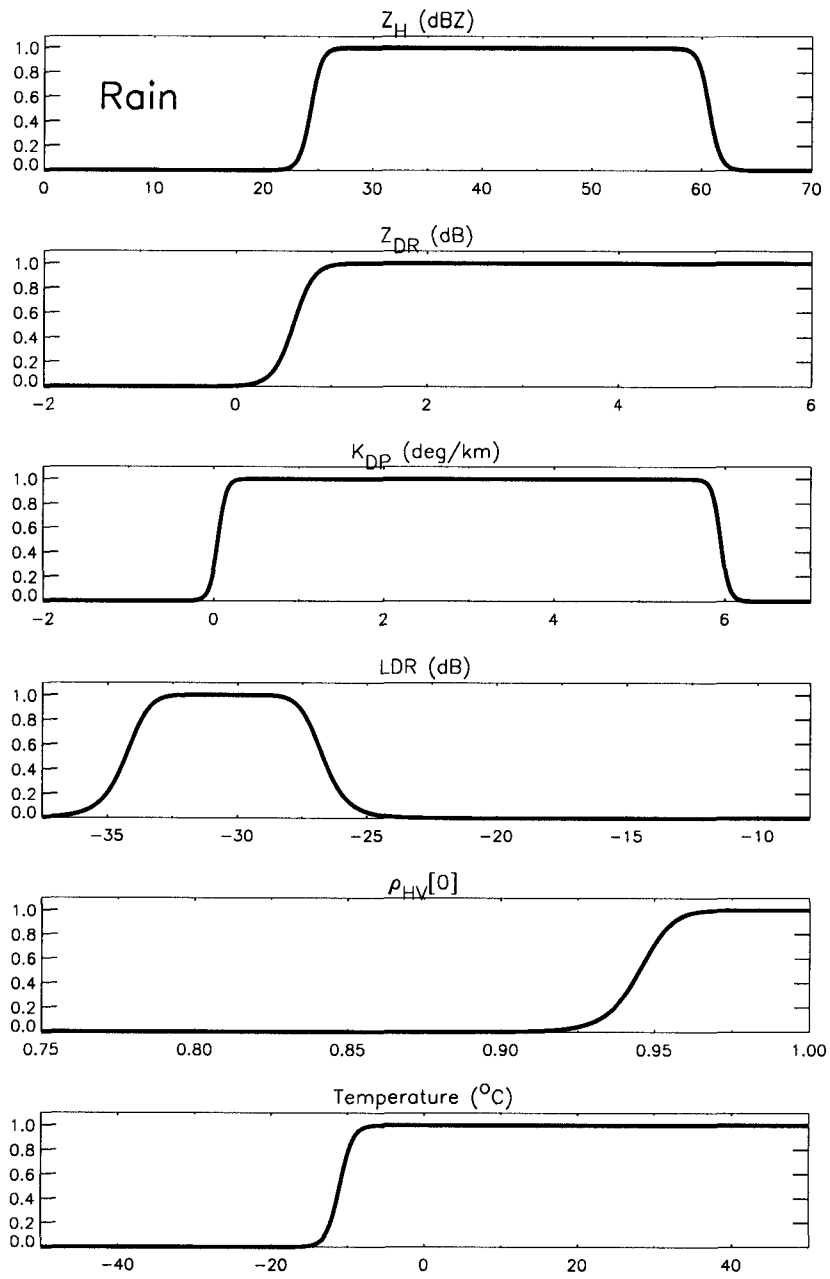 Z_H (dBZ)
Rain
1.0
0.8
0.6
0.4
0.2
0.0
0 10 20 30 40 50 60 70
Z_DR (dB)
1.0
0.8
0.6
0.4
0.2
0.0
-2 0 2 4 6
K_DP (deg/km)
1.0
0.8
0.6
0.4
0.2
0.0
-2 0 2 4 6
LDR (dB)
1.0
0.8
0.6
0.4
0.2
0.0
-35 -30 -25 -20 -15 -10
ρ_HV[0]
1.0
0.8
0.6
0.4
0.2
0.0
0.75 0.80 0.85 0.90 0.95 1.00
Temperature (°C)
1.0
0.8
0.6
0.4
0.2
0.0
-40 -20 0 20 40